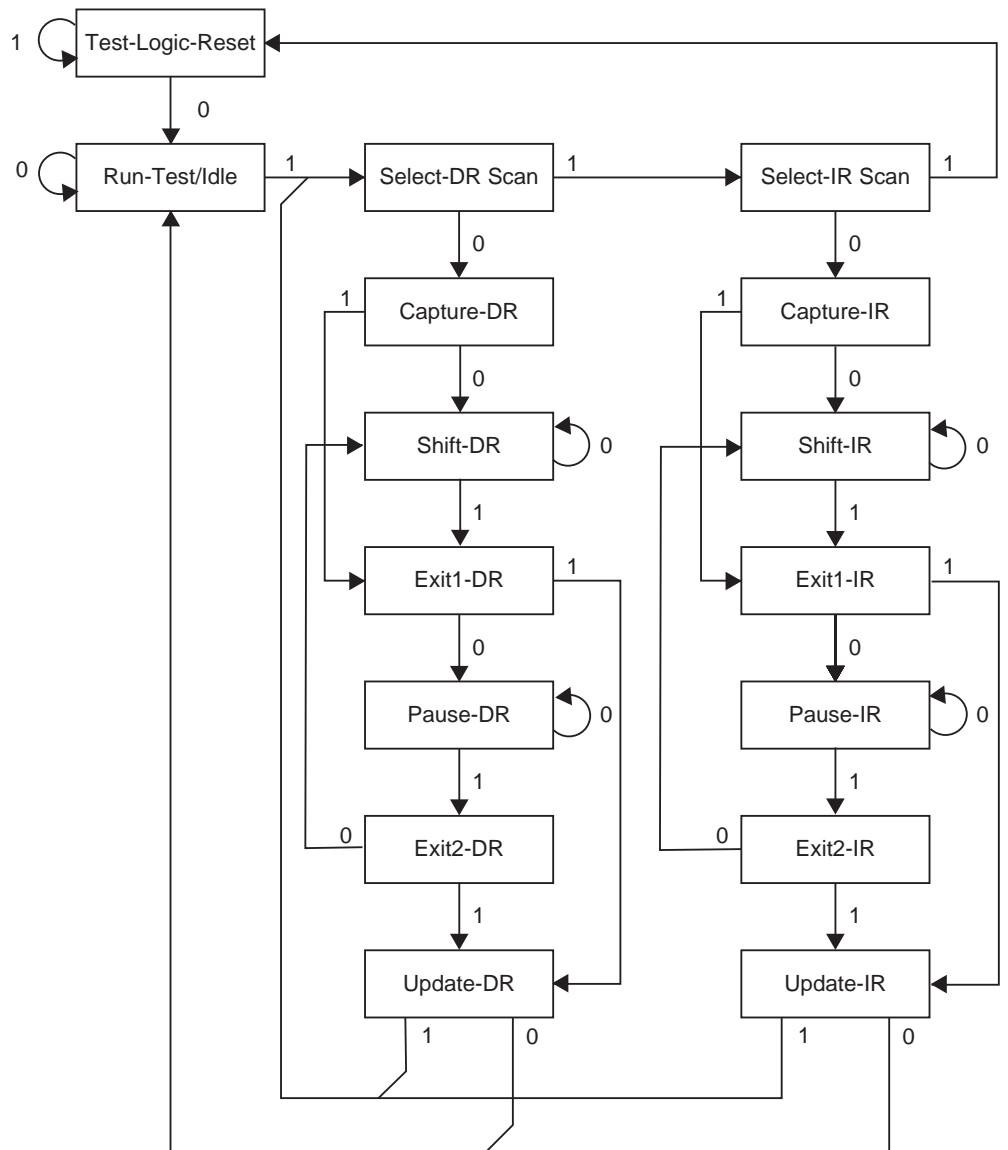 1 Test-Logic-Reset
0
0 Run-Test/Idle 1 Select-DR Scan 1 Select-IR Scan 1
0 0
1 Capture-DR 1 Capture-IR
0 0
Shift-DR 0 Shift-IR 0
1 1
Exit1-DR 1 Exit1-IR 1
0 0
Pause-DR 0 Pause-IR 0
1 1
0 Exit2-DR 0 Exit2-IR
1 1
Update-DR Update-IR
1 0 1 0